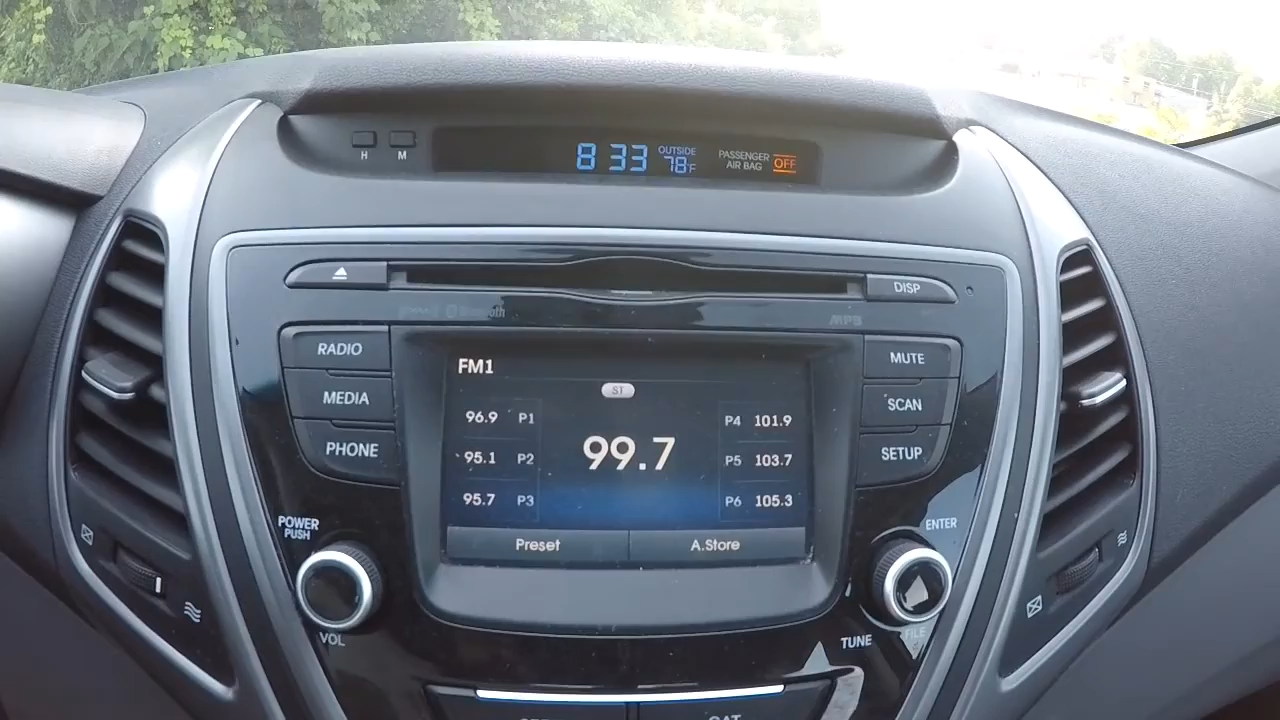 H M
8 33 OUTSIDE 78°F PASSENGER AIR BAG OFF
DISP
Bluetooth
MP3
RADIO
MEDIA
PHONE
FM1
ST
96.9 P1
95.1 P2
95.7 P3
99.7
P4 101.9
P5 103.7
P6 105.3
Preset
A.Store
MUTE
SCAN
SETUP
POWER
PUSH
VOL
ENTER
TUNE
FILE